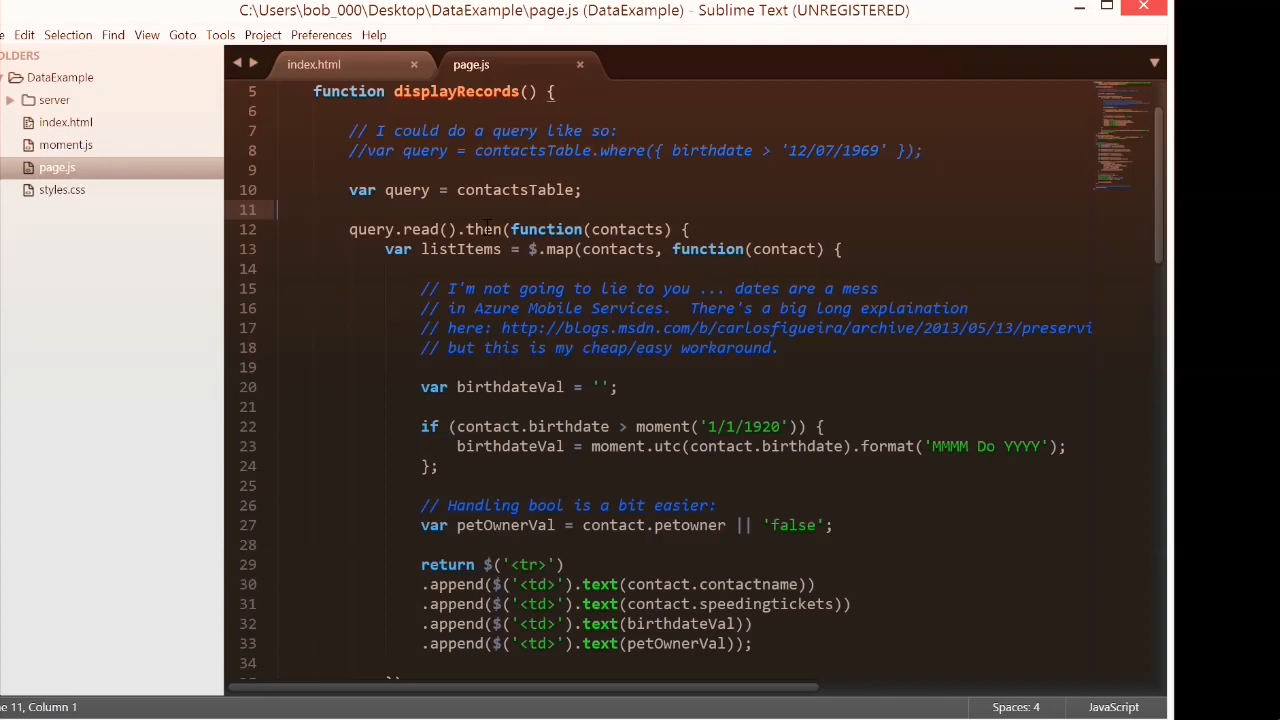 C:\Users\bob_000\Desktop\DataExample\page.js (DataExample) - Sublime Text (UNREGISTERED)
Edit Selection Find View Goto Tools Project Preferences Help
OLDERS
DataExample
server
index.html
moment.js
page.js
styles.css
index.html page.js
5 function displayRecords() {
6
7 // I could do a query like so:
8 //var query = contactsTable.where({ birthdate > '12/07/1969' });
9
10 var query = contactsTable;
11
12 query.read().then(function(contacts) {
13 var listItems = $.map(contacts, function(contact) {
14
15 // I'm not going to lie to you ... dates are a mess
16 // in Azure Mobile Services.  There's a big long explaination
17 // here: http://blogs.msdn.com/b/carlosfigueira/archive/2013/05/13/preservi
18 // but this is my cheap/easy workaround.
19
20 var birthdateVal = '';
21
22 if (contact.birthdate > moment('1/1/1920')) {
23 birthdateVal = moment.utc(contact.birthdate).format('MMMM Do YYYY');
24 };
25
26 // Handling bool is a bit easier:
27 var petOwnerVal = contact.petowner || 'false';
28
29 return $('<tr>')
30 .append($('<td>').text(contact.contactname))
31 .append($('<td>').text(contact.speedingtickets))
32 .append($('<td>').text(birthdateVal))
33 .append($('<td>').text(petOwnerVal));
34
ne 11, Column 1 Spaces: 4 JavaScript